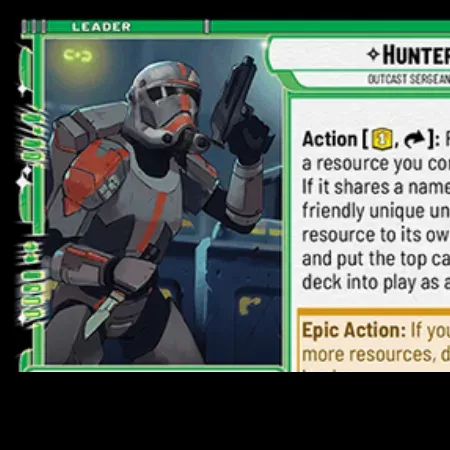 LEADER
HUNTER
OUTCAST SERGEAN
Action [1, ]:
a resource you co
If it shares a name
friendly unique un
resource to its ow
and put the top ca
deck into play as a
Epic Action: If you
more resources, d